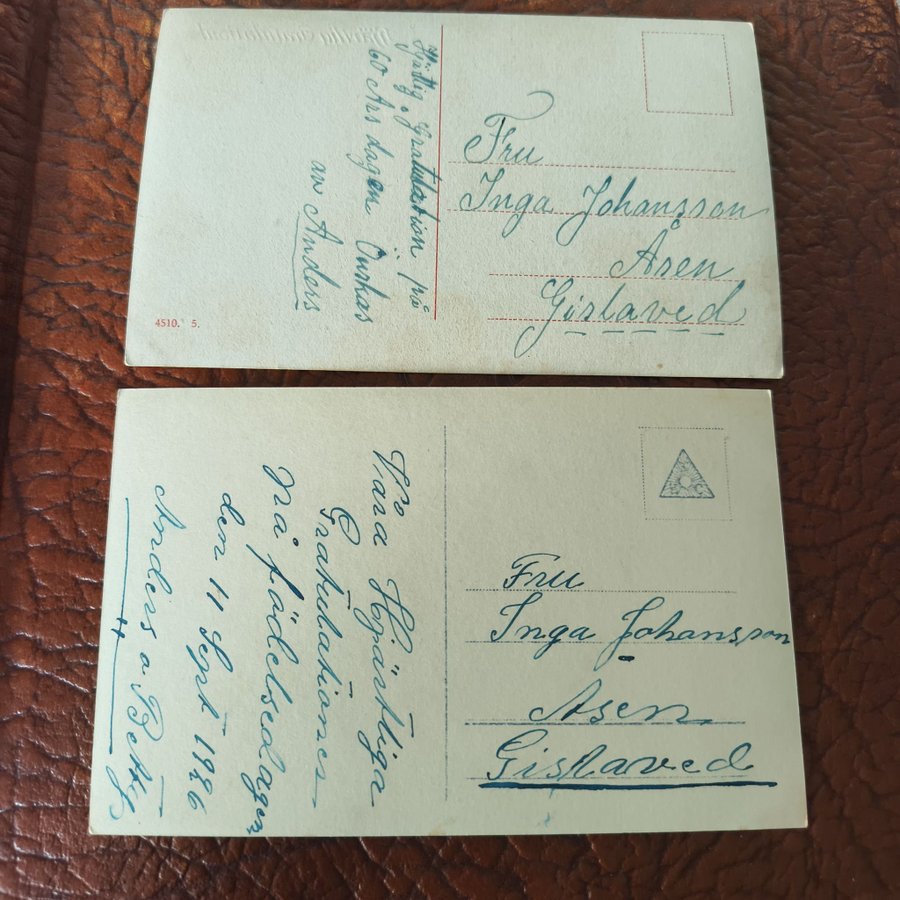 Hjärtlig Gratulation på
60 Års dagen Önskas
av Anders
Fru
Inga Johansson
Åsen
Gislaved
4510. 5.
Våra Hjärtliga
Gratulationer
på födelsedagen
den 11 Sept 1926
Anders o Betty
Fru
Inga Johansson
Åsen
Gislaved